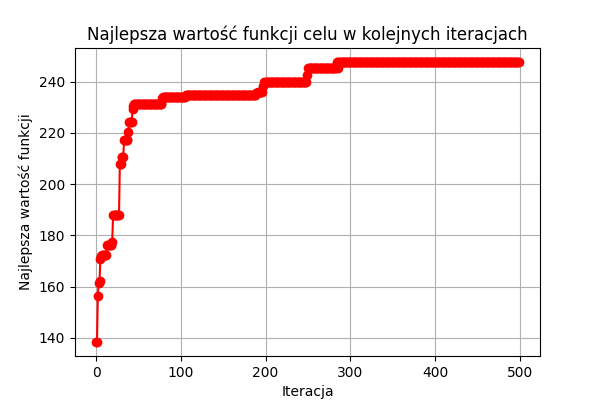 Najlepsza wartość funkcji celu w kolejnych iteracjach
Najlepsza wartość funkcji
240
220
200
180
160
140
0 100 200 300 400 500
Iteracja